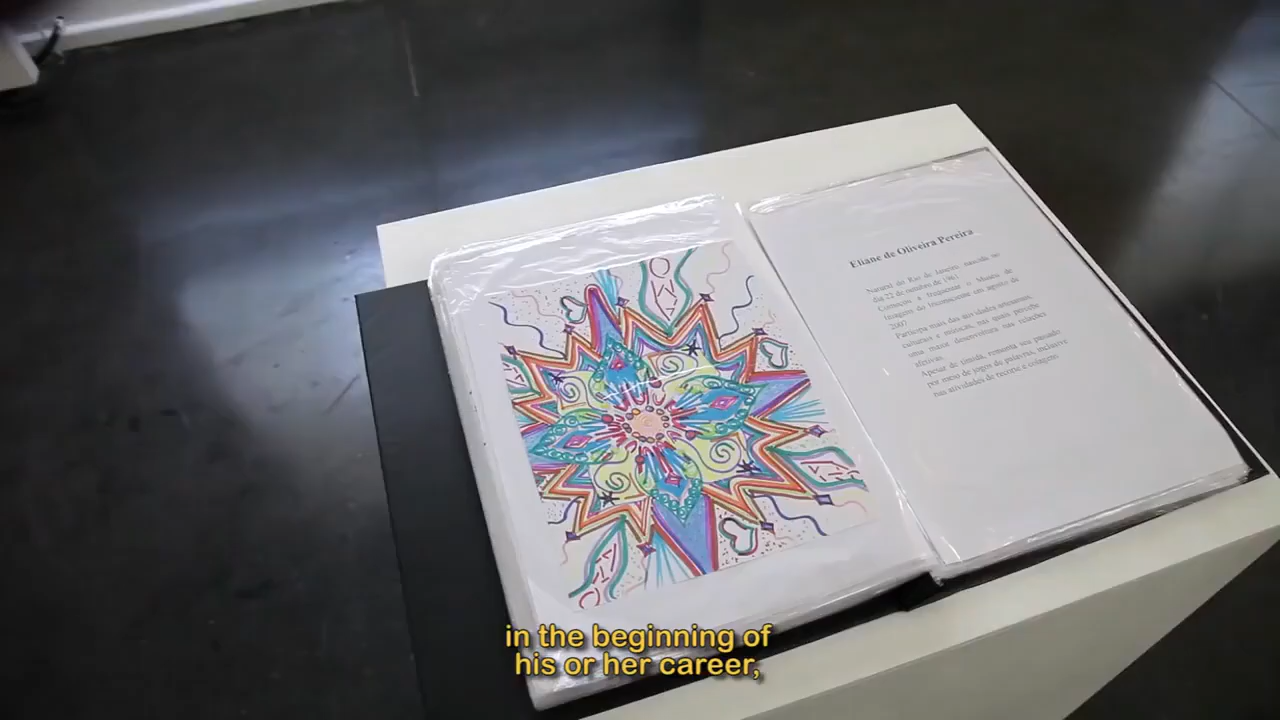 Eliane de Oliveira Pereira
Natural do Rio de Janeiro, nascida no
dia 22 de outubro de 1961.
Começou a frequentar o Museu de
Imagens do Inconsciente em agosto de
2007.
Participa mais das atividades artesanais,
culturais e músicais, nas quais percebe
uma maior desenvoltura nas relações
afetivas.
Apesar de tímida, remonta seu passado
por meio de jogos de palavras, inclusive
nas atividades de recorte e colagem.
in the beginning of
his or her career,